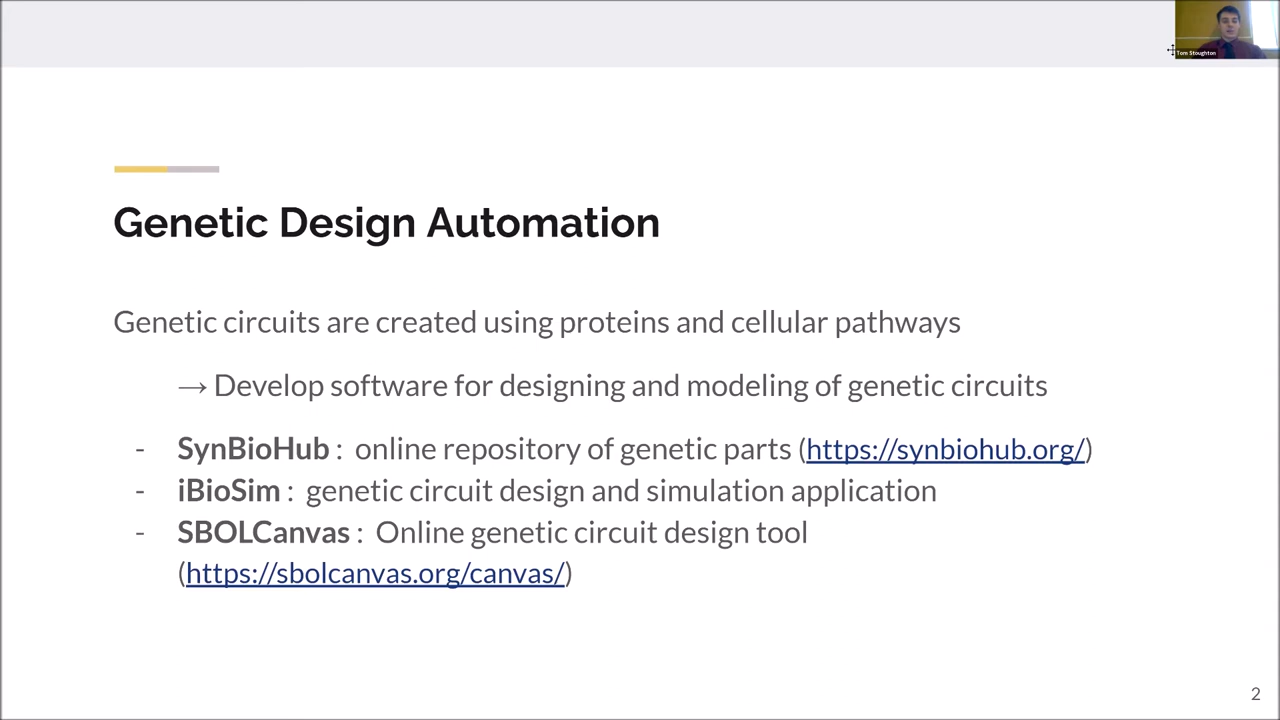 Tom Stoughton
Genetic Design Automation
Genetic circuits are created using proteins and cellular pathways
→ Develop software for designing and modeling of genetic circuits
- SynBioHub : online repository of genetic parts (https://synbiohub.org/)
- iBioSim : genetic circuit design and simulation application
- SBOLCanvas : Online genetic circuit design tool
(https://sbolcanvas.org/canvas/)
2